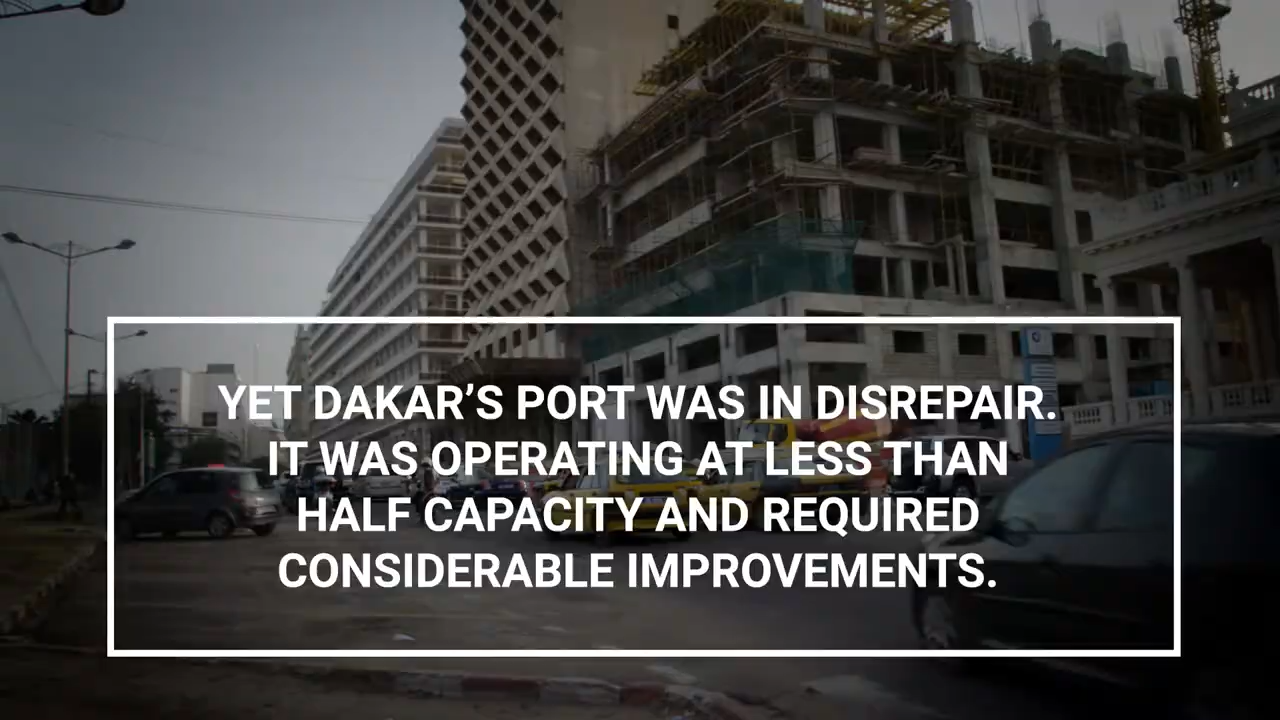 YET DAKAR’S PORT WAS IN DISREPAIR.
IT WAS OPERATING AT LESS THAN
HALF CAPACITY AND REQUIRED
CONSIDERABLE IMPROVEMENTS.